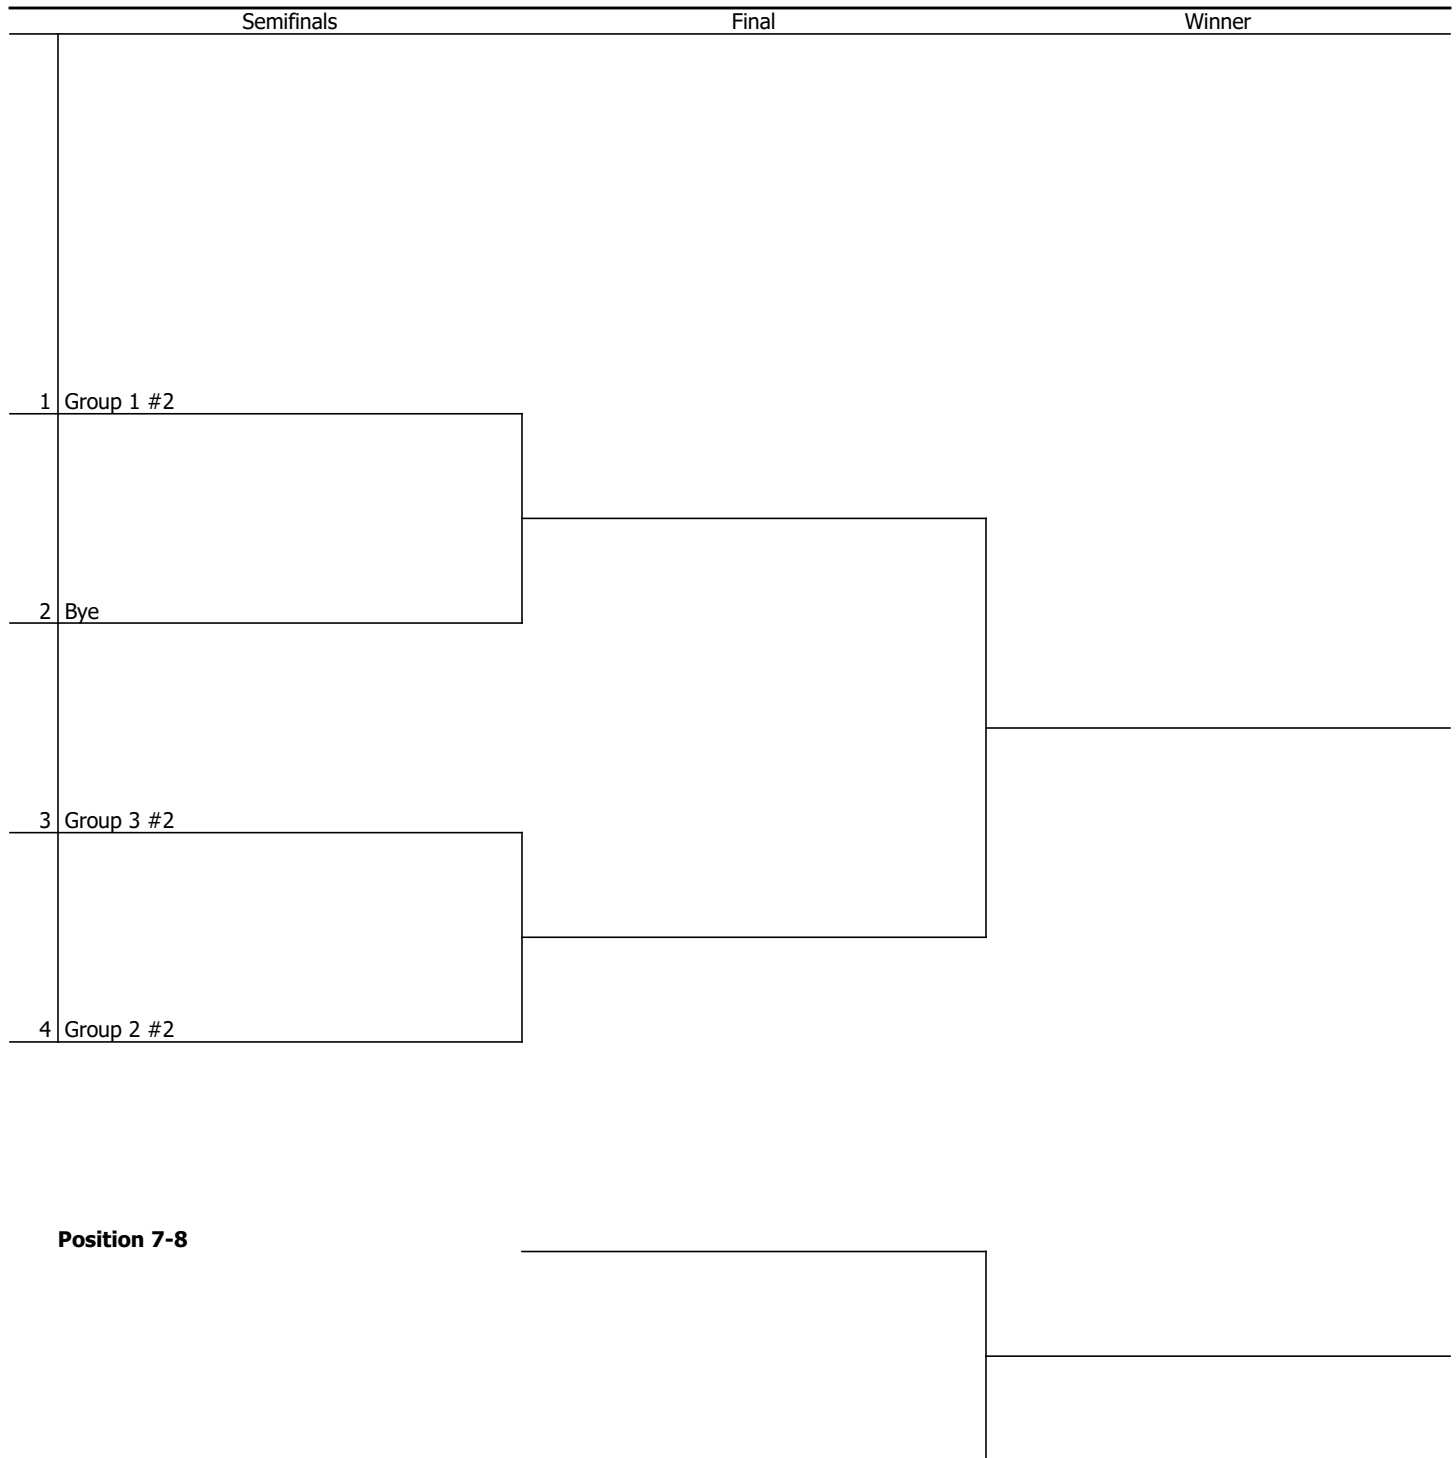 Semifinals Final Winner
1 Group 1 #2
2 Bye
3 Group 3 #2
4 Group 2 #2
Position 7-8